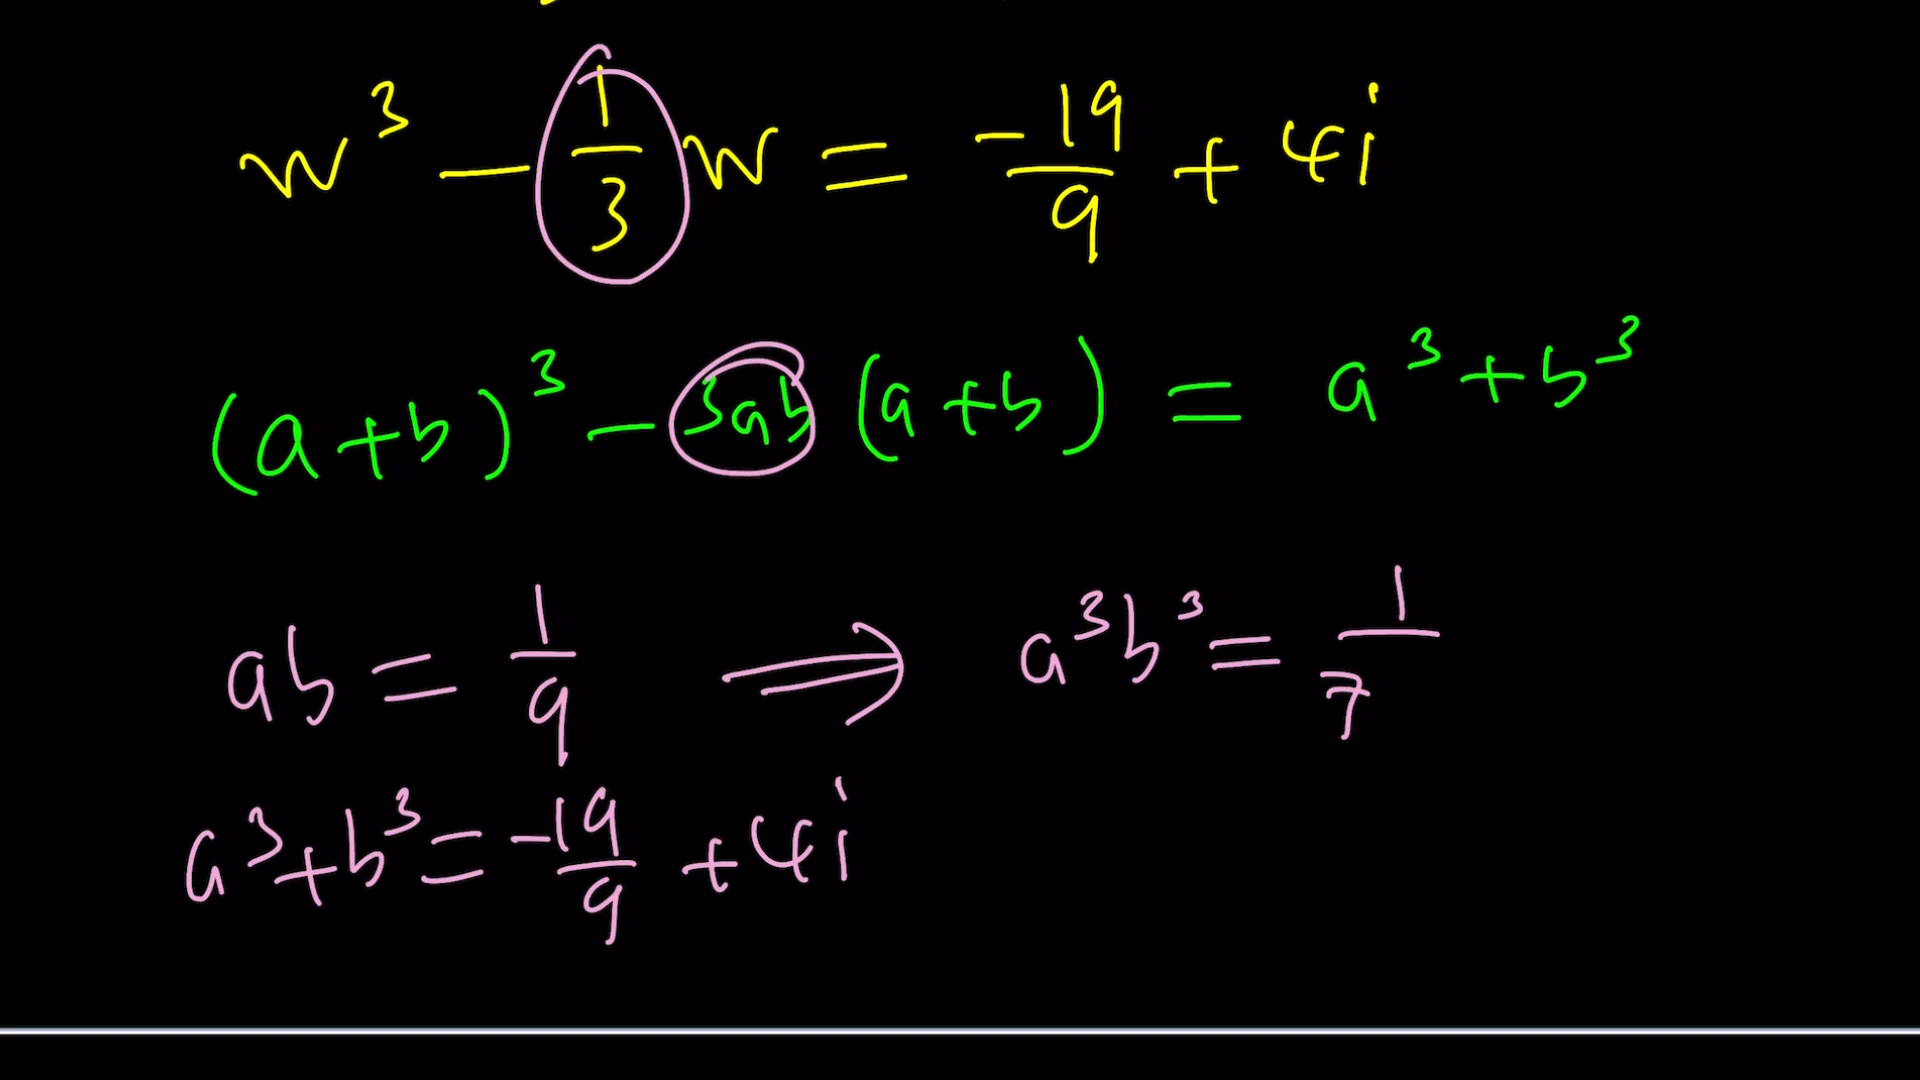 w³ − 1/3 w = −19/9 + 4i
(a+b)³ − 3ab (a+b) = a³+b³
ab = 1/9 ⟹ a³b³ = 1/7
a³+b³ = −19/9 + 4i